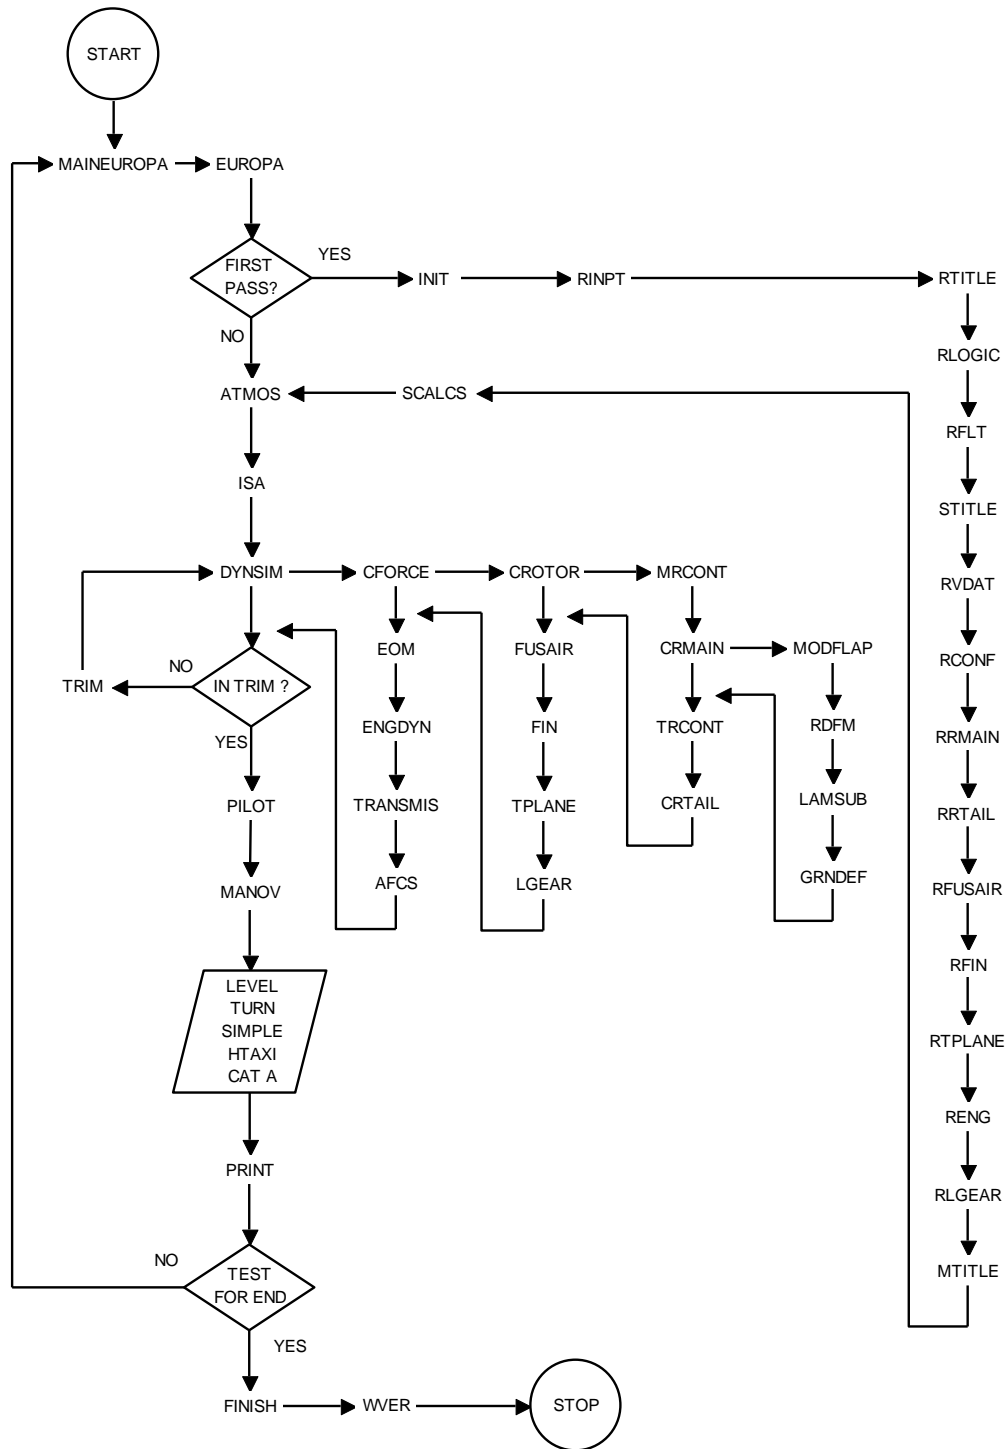 START
MAINEUROPA
EUROPA
FIRST
PASS?
YES
NO
INIT
RINPT
RTITLE
RLOGIC
RFLT
STITLE
RVDAT
RCONF
RRMAIN
RRTAIL
RFUSAIR
RFIN
RTPLANE
RENG
RLGEAR
MTITLE
SCALCS
ATMOS
ISA
DYNSIM
CFORCE
CROTOR
MRCONT
CRMAIN
MODFLAP
RDFM
LAMSUB
GRNDEF
TRCONT
CRTAIL
FUSAIR
FIN
TPLANE
LGEAR
EOM
ENGDYN
TRANSMIS
AFCS
IN TRIM ?
NO
TRIM
YES
PILOT
MANOV
LEVEL
TURN
SIMPLE
HTAXI
CAT A
PRINT
TEST
FOR END
NO
YES
FINISH
WVER
STOP